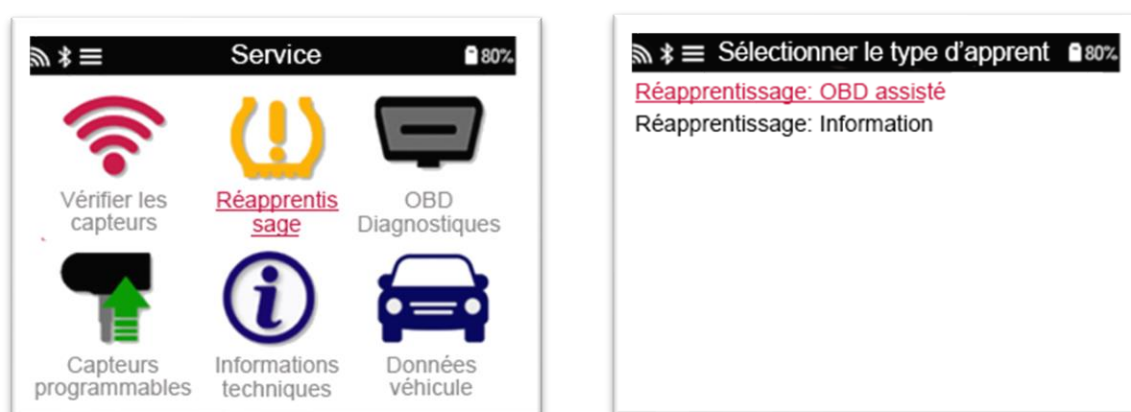 Service
80%
Vérifier les
capteurs
Réapprentis
sage
OBD
Diagnostiques
Capteurs
programmables
Informations
techniques
Données
véhicule
Sélectionner le type d'apprent
80%
Réapprentissage: OBD assisté
Réapprentissage: Information